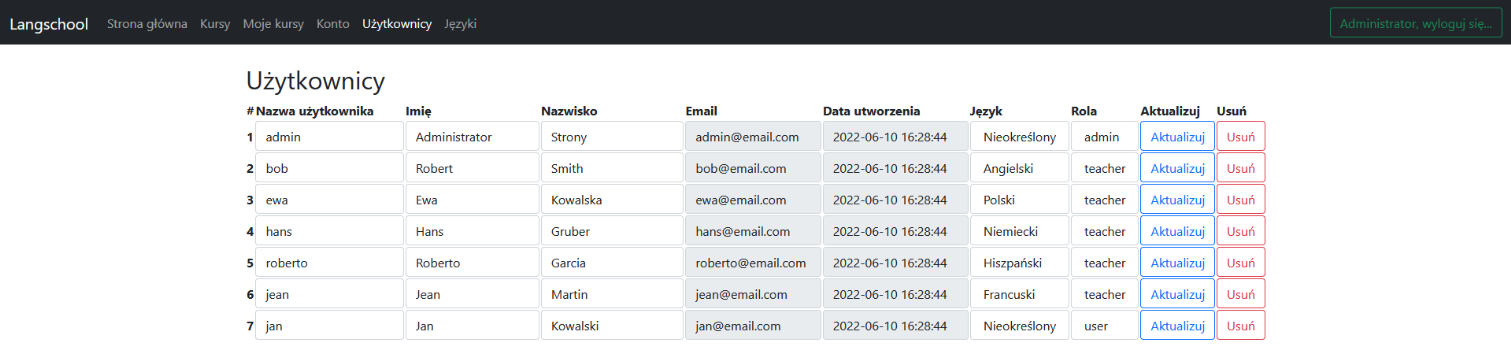 Langschool Strona główna Kursy Moje kursy Konto Użytkownicy Języki Administrator, wyloguj się...
Użytkownicy
# Nazwa użytkownika Imię Nazwisko Email Data utworzenia Język Rola Aktualizuj Usuń
1 admin Administrator Strony admin@email.com 2022-06-10 16:28:44 Nieokreślony admin Aktualizuj Usuń
2 bob Robert Smith bob@email.com 2022-06-10 16:28:44 Angielski teacher Aktualizuj Usuń
3 ewa Ewa Kowalska ewa@email.com 2022-06-10 16:28:44 Polski teacher Aktualizuj Usuń
4 hans Hans Gruber hans@email.com 2022-06-10 16:28:44 Niemiecki teacher Aktualizuj Usuń
5 roberto Roberto Garcia roberto@email.com 2022-06-10 16:28:44 Hiszpański teacher Aktualizuj Usuń
6 jean Jean Martin jean@email.com 2022-06-10 16:28:44 Francuski teacher Aktualizuj Usuń
7 jan Jan Kowalski jan@email.com 2022-06-10 16:28:44 Nieokreślony user Aktualizuj Usuń